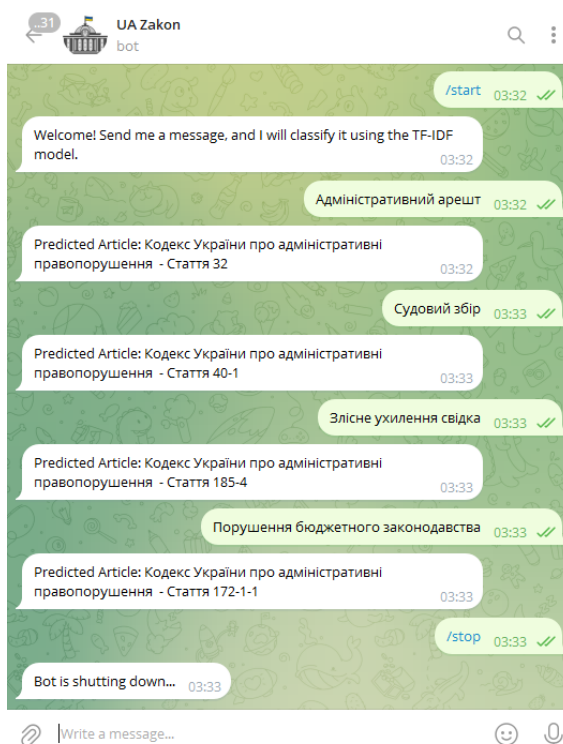 ..31
UA Zakon
bot
/start 03:32
Welcome! Send me a message, and I will classify it using the TF-IDF
model.
03:32
Адміністративний арешт 03:32
Predicted Article: Кодекс України про адміністративні
правопорушення - Стаття 32
03:32
Судовий збір 03:33
Predicted Article: Кодекс України про адміністративні
правопорушення - Стаття 40-1
03:33
Злісне ухилення свідка 03:33
Predicted Article: Кодекс України про адміністративні
правопорушення - Стаття 185-4
03:33
Порушення бюджетного законодавства 03:33
Predicted Article: Кодекс України про адміністративні
правопорушення - Стаття 172-1-1
03:33
/stop 03:33
Bot is shutting down... 03:33
Write a message...